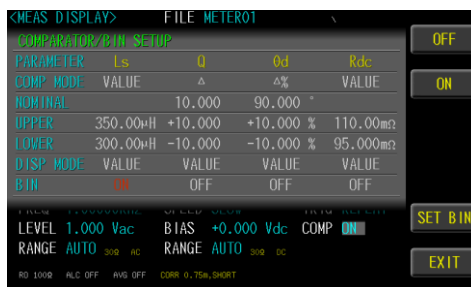 <MEAS DISPLAY> FILE METER01
COMPARATOR/BIN SETUP
PARAMETER Ls Q θd Rdc
COMP MODE VALUE Δ Δ% VALUE
NOMINAL 10.000 90.000 °
UPPER 350.00μH +10.000 +10.000 % 110.00mΩ
LOWER 300.00μH -10.000 -10.000 % 95.000mΩ
DISP MODE VALUE VALUE VALUE VALUE
BIN ON OFF OFF OFF
LEVEL 1.000 Vac BIAS +0.000 Vdc COMP ON
RANGE AUTO 30Ω AC RANGE AUTO 30Ω DC
RO 100Ω ALC OFF AVG OFF CORR 0.75m,SHORT
OFF
ON
SET BIN
EXIT